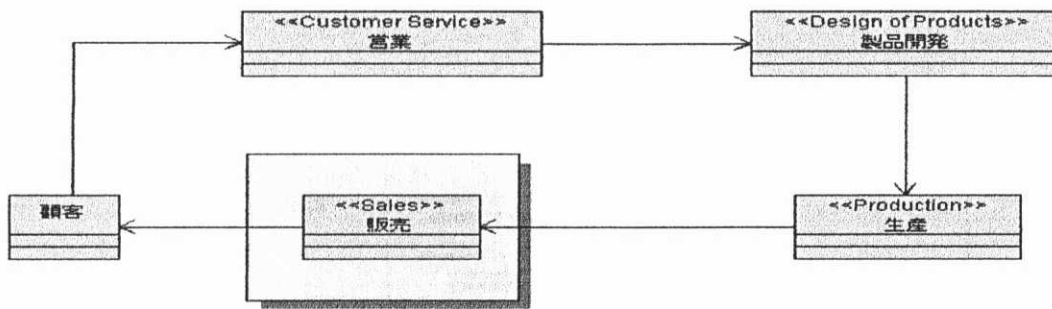 <<Customer Service>>
営業
<<Design of Products>>
製品開発
顧客
<<Sales>>
販売
<<Production>>
生産